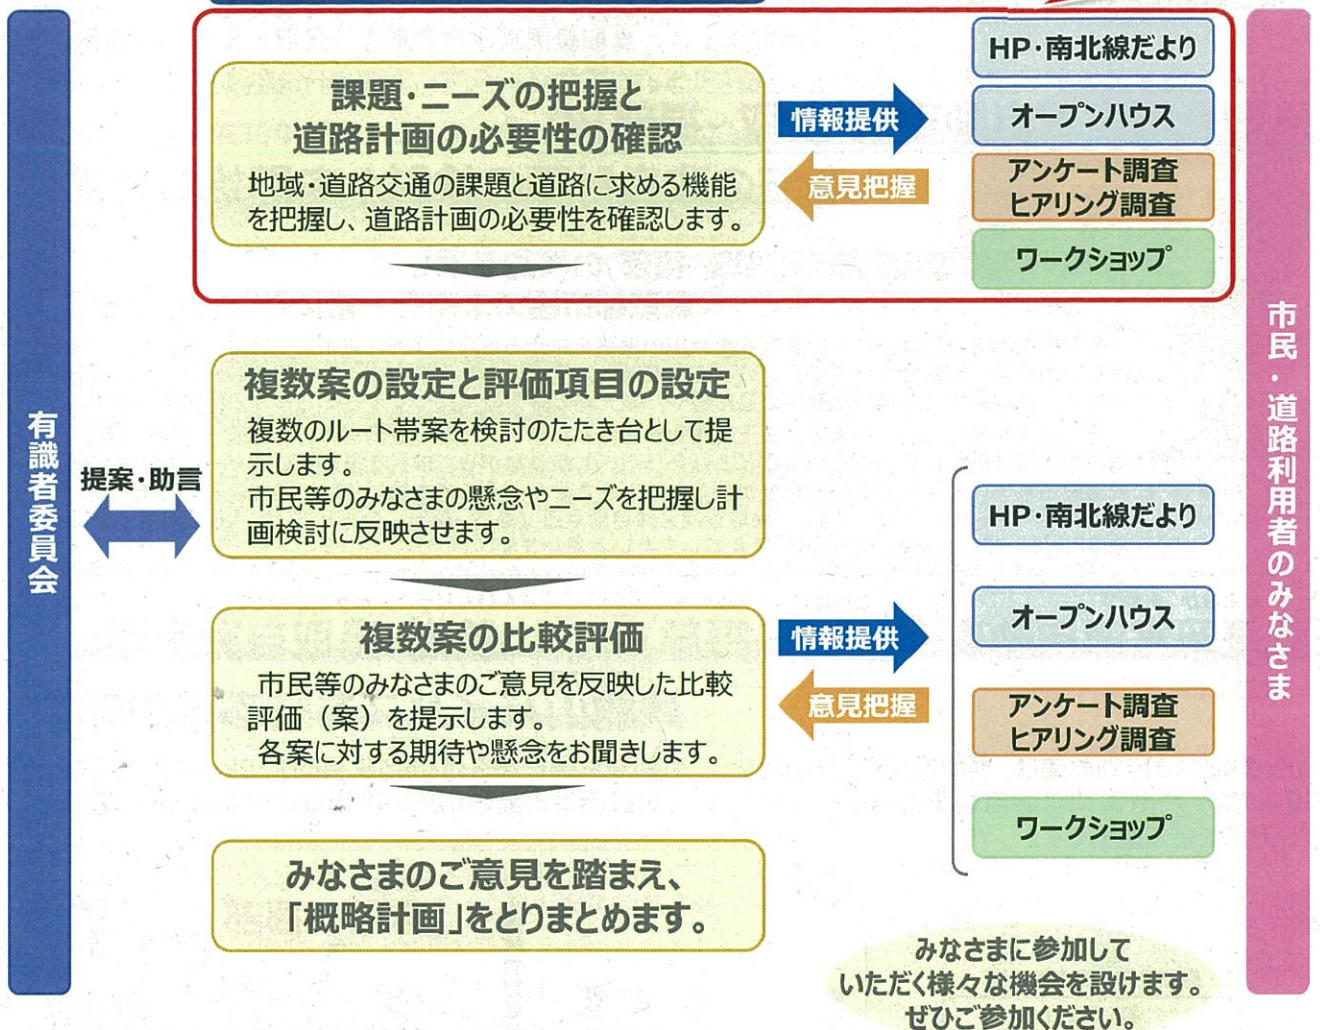 有識者委員会
提案・助言
課題・ニーズの把握と
道路計画の必要性の確認
地域・道路交通の課題と道路に求める機能
を把握し、道路計画の必要性を確認します。
情報提供
意見把握
HP・南北線だより
オープンハウス
アンケート調査
ヒアリング調査
ワークショップ
複数案の設定と評価項目の設定
複数のルート帯案を検討のたたき台として提
示します。
市民等のみなさまの懸念やニーズを把握し計
画検討に反映させます。
複数案の比較評価
市民等のみなさまのご意見を反映した比較
評価（案）を提示します。
各案に対する期待や懸念をお聞きします。
情報提供
意見把握
HP・南北線だより
オープンハウス
アンケート調査
ヒアリング調査
ワークショップ
みなさまのご意見を踏まえ、
「概略計画」をとりまとめます。
みなさまに参加して
いただく様々な機会を設けます。
ぜひご参加ください。
市民・道路利用者のみなさま